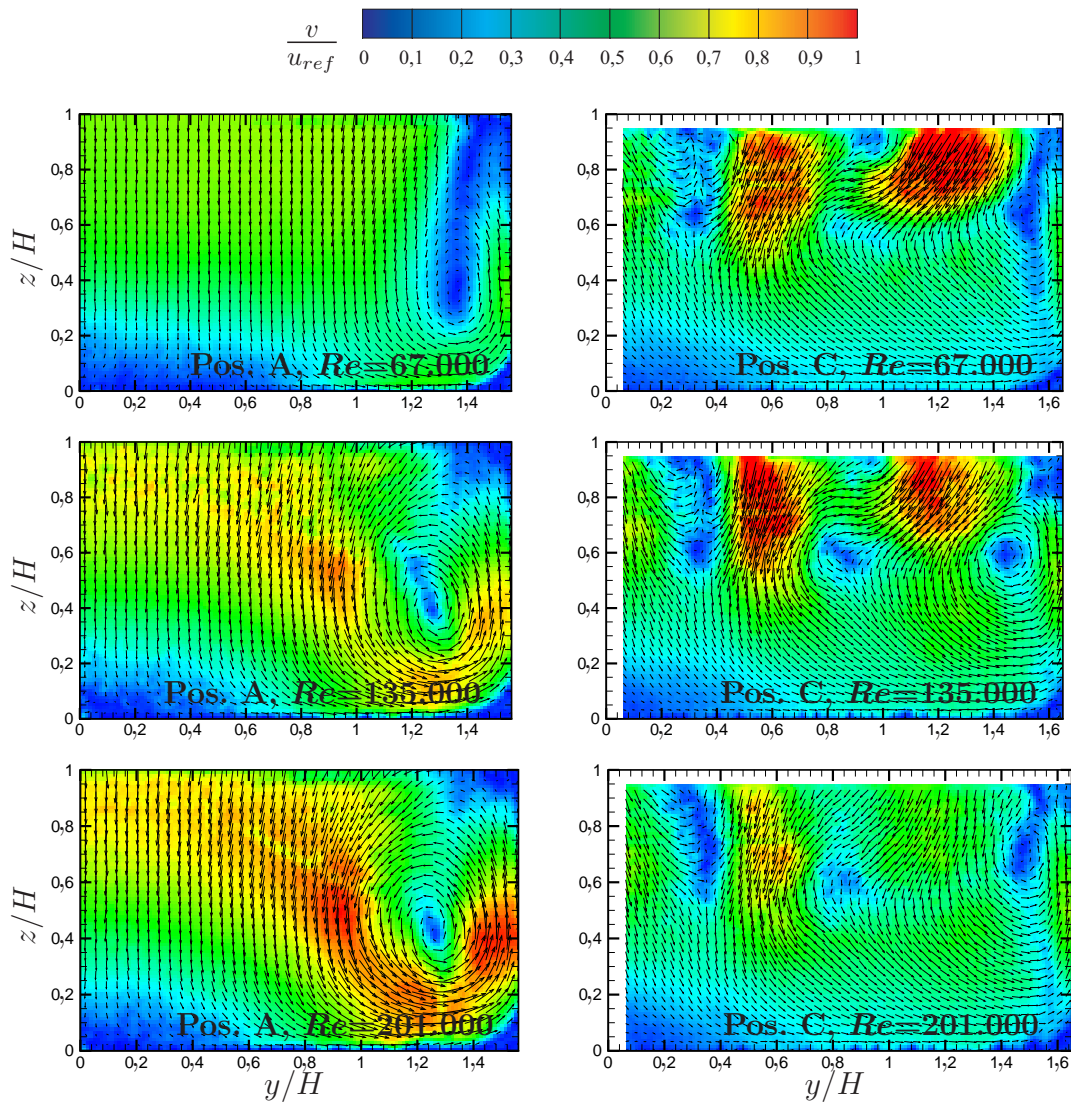 v
u_ref
0 0,1 0,2 0,3 0,4 0,5 0,6 0,7 0,8 0,9 1
z/H
1
0,8
0,6
0,4
0,2
0
0 0,2 0,4 0,6 0,8 1 1,2 1,4
Pos. A, Re=67.000
1
0,8
0,6
0,4
0,2
0
0 0,2 0,4 0,6 0,8 1 1,2 1,4 1,6
Pos. C, Re=67.000
z/H
1
0,8
0,6
0,4
0,2
0
0 0,2 0,4 0,6 0,8 1 1,2 1,4
Pos. A, Re=135.000
1
0,8
0,6
0,4
0,2
0
0 0,2 0,4 0,6 0,8 1 1,2 1,4 1,6
Pos. C, Re=135.000
z/H
1
0,8
0,6
0,4
0,2
0
0 0,2 0,4 0,6 0,8 1 1,2 1,4
Pos. A, Re=201.000
y/H
1
0,8
0,6
0,4
0,2
0
0 0,2 0,4 0,6 0,8 1 1,2 1,4 1,6
Pos. C, Re=201.000
y/H